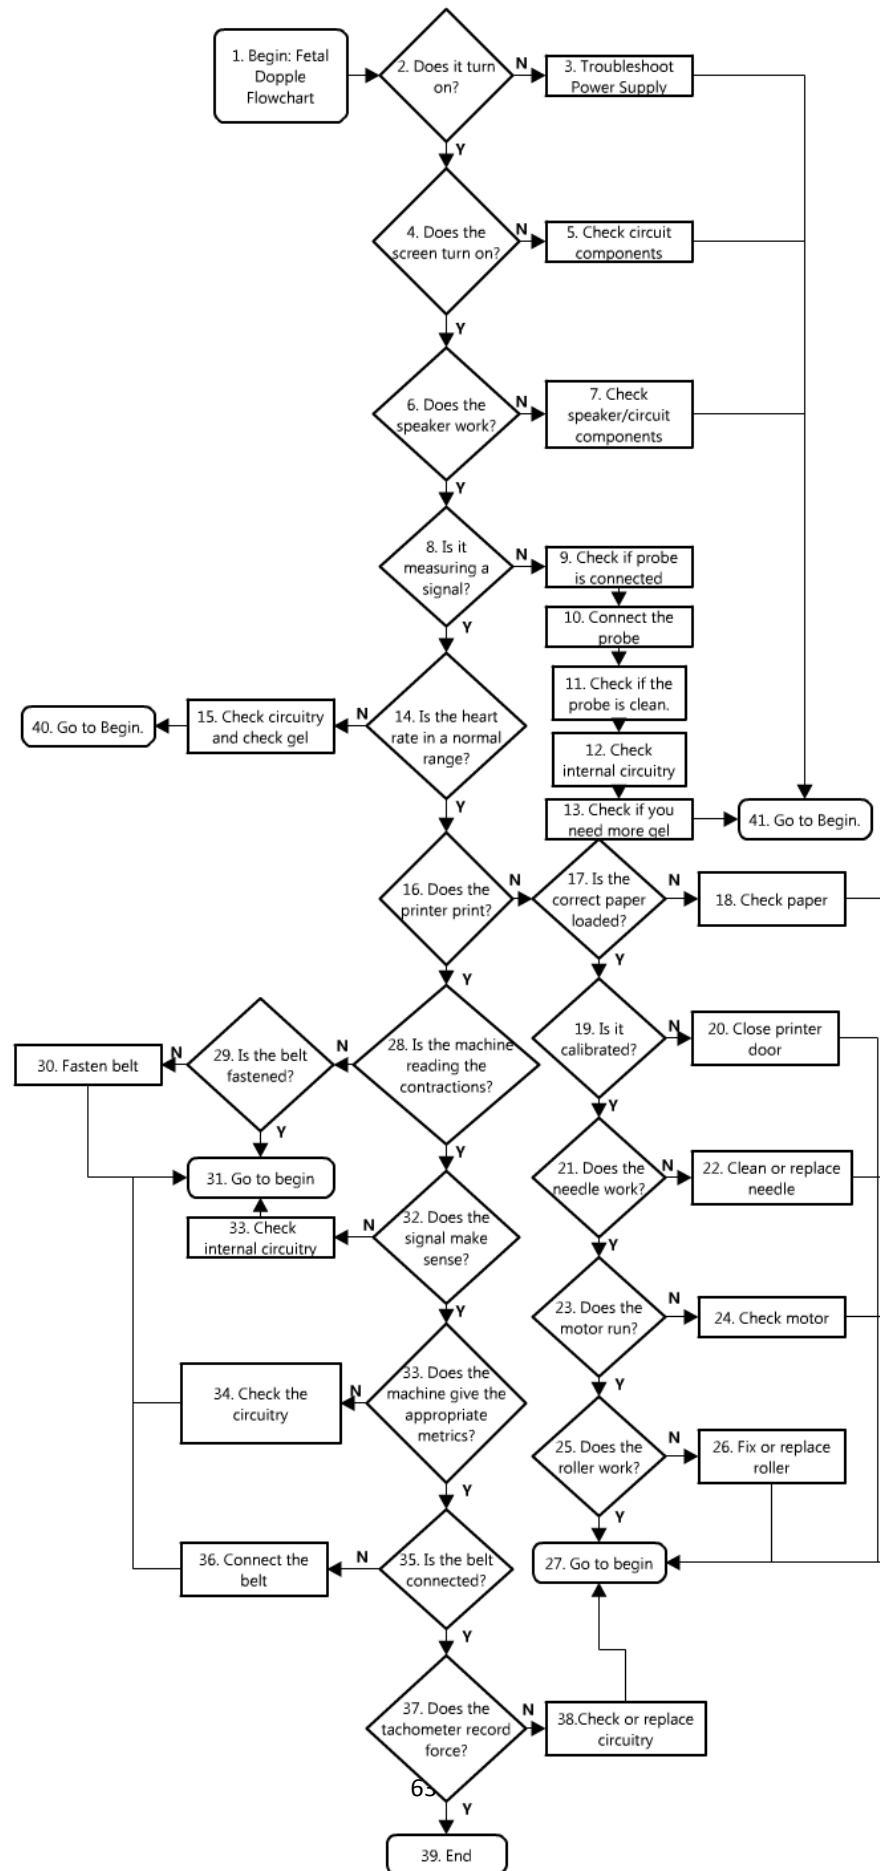 1. Begin: Fetal
Dopple
Flowchart
2. Does it turn
on?
N
3. Troubleshoot
Power Supply
Y
4. Does the
screen turn on?
N
5. Check circuit
components
Y
6. Does the
speaker work?
N
7. Check
speaker/circuit
components
Y
8. Is it
measuring a
signal?
N
9. Check if probe
is connected
10. Connect the
probe
11. Check if the
probe is clean.
12. Check
internal circuitry
13. Check if you
need more gel
41. Go to Begin.
Y
14. Is the heart
rate in a normal
range?
N
15. Check circuitry
and check gel
40. Go to Begin.
Y
16. Does the
printer print?
N
17. Is the
correct paper
loaded?
N
18. Check paper
Y
19. Is it
calibrated?
N
20. Close printer
door
Y
21. Does the
needle work?
N
22. Clean or replace
needle
Y
23. Does the
motor run?
N
24. Check motor
Y
25. Does the
roller work?
N
26. Fix or replace
roller
Y
27. Go to begin
Y
28. Is the machine
reading the
contractions?
N
29. Is the belt
fastened?
N
30. Fasten belt
Y
31. Go to begin
Y
32. Does the
signal make
sense?
N
33. Check
internal circuitry
Y
33. Does the
machine give the
appropriate
metrics?
N
34. Check the
circuitry
Y
35. Is the belt
connected?
N
36. Connect the
belt
Y
37. Does the
tachometer record
force?
N
38.Check or replace
circuitry
63
Y
39. End